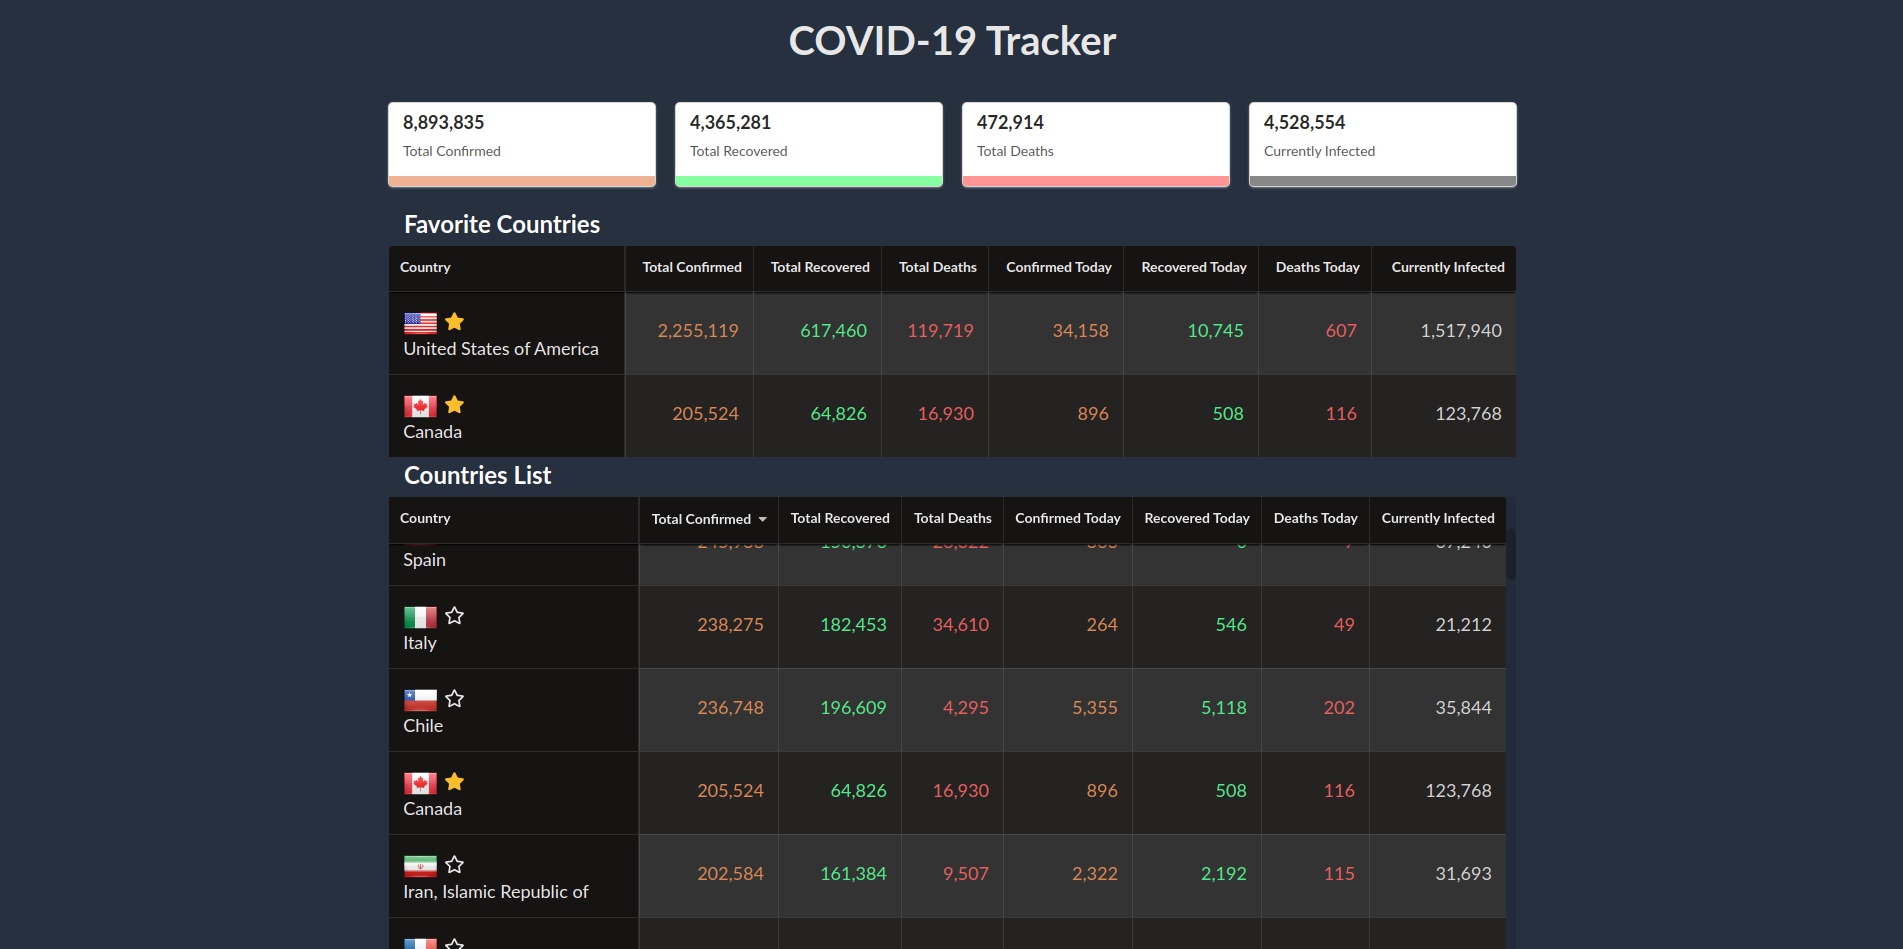 COVID-19 Tracker
8,893,835
Total Confirmed
4,365,281
Total Recovered
472,914
Total Deaths
4,528,554
Currently Infected
Favorite Countries
Country Total Confirmed Total Recovered Total Deaths Confirmed Today Recovered Today Deaths Today Currently Infected
United States of America 2,255,119 617,460 119,719 34,158 10,745 607 1,517,940
Canada 205,524 64,826 16,930 896 508 116 123,768
Countries List
Country Total Confirmed Total Recovered Total Deaths Confirmed Today Recovered Today Deaths Today Currently Infected
Spain
Italy 238,275 182,453 34,610 264 546 49 21,212
Chile 236,748 196,609 4,295 5,355 5,118 202 35,844
Canada 205,524 64,826 16,930 896 508 116 123,768
Iran, Islamic Republic of 202,584 161,384 9,507 2,322 2,192 115 31,693